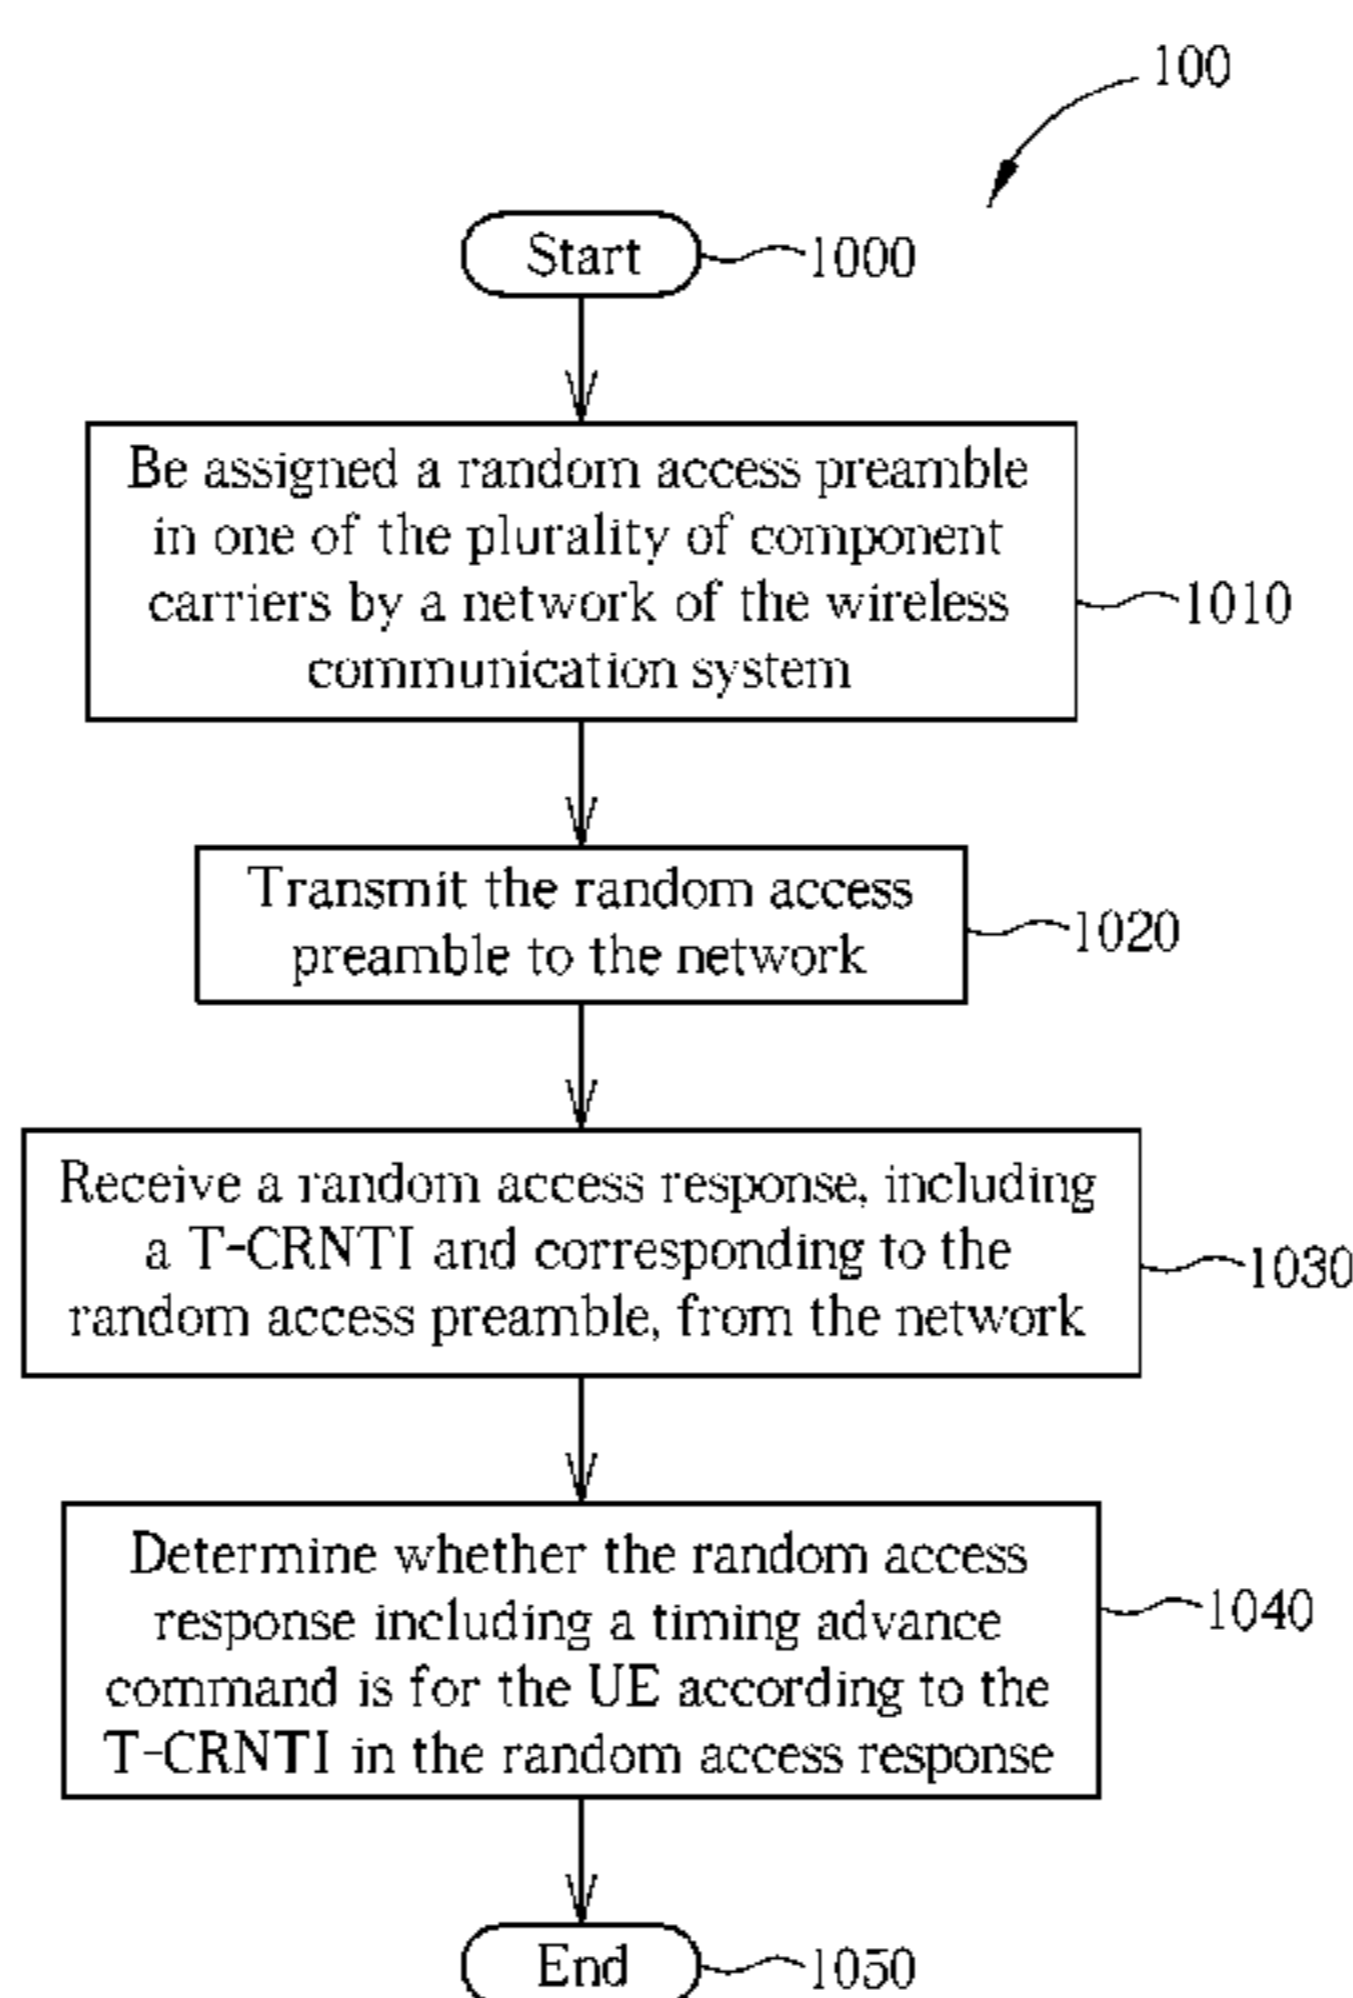 100
Start
1000
Be assigned a random access preamble
in one of the plurality of component
carriers by a network of the wireless
communication system
1010
Transmit the random access
preamble to the network
1020
Receive a random access response, including
a T-CRNTI and corresponding to the
random access preamble, from the network
1030
Determine whether the random access
response including a timing advance
command is for the UE according to the
T-CRNTI in the random access response
1040
End
1050